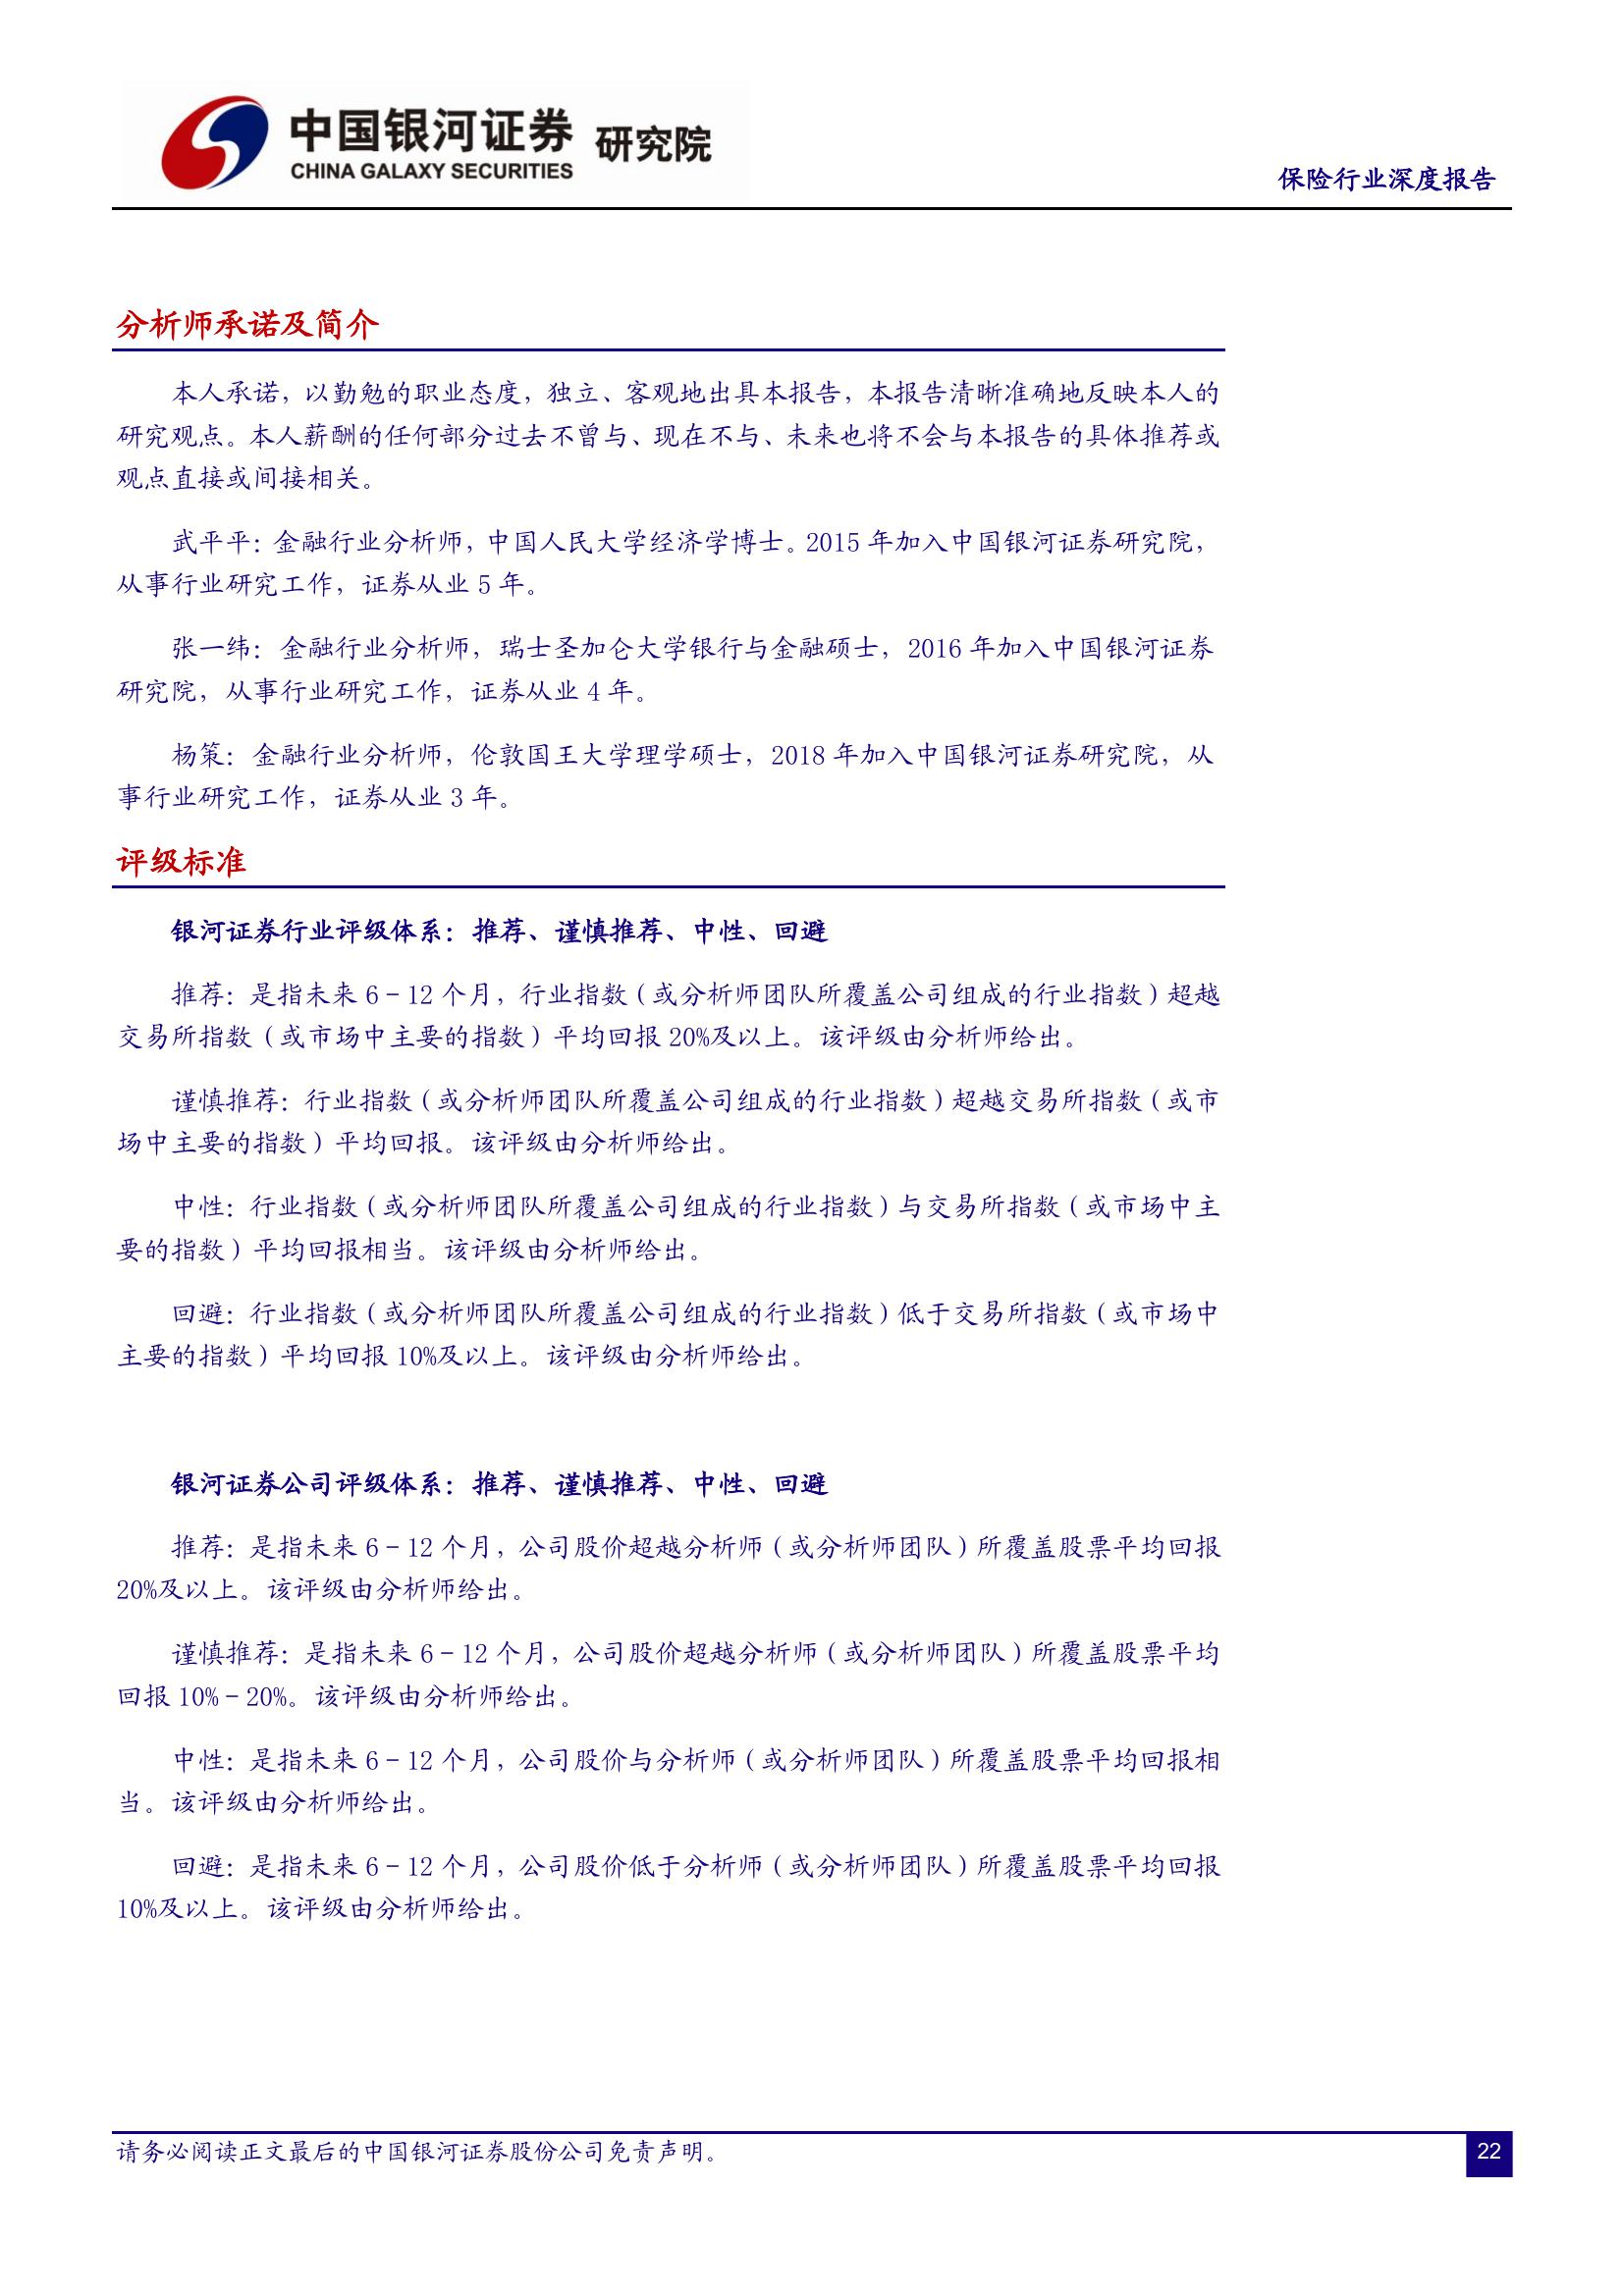 中国银河证券 研究院
CHINA GALAXY SECURITIES
保险行业深度报告
分析师承诺及简介
本人承诺，以勤勉的职业态度，独立、客观地出具本报告，本报告清晰准确地反映本人的
研究观点。本人薪酬的任何部分过去不曾与、现在不与、未来也将不会与本报告的具体推荐或
观点直接或间接相关。
武平平：金融行业分析师，中国人民大学经济学博士。2015 年加入中国银河证券研究院，
从事行业研究工作，证券从业 5 年。
张一纬：金融行业分析师，瑞士圣加仑大学银行与金融硕士，2016 年加入中国银河证券
研究院，从事行业研究工作，证券从业 4 年。
杨策：金融行业分析师，伦敦国王大学理学硕士，2018 年加入中国银河证券研究院，从
事行业研究工作，证券从业 3 年。
评级标准
银河证券行业评级体系：推荐、谨慎推荐、中性、回避
推荐：是指未来 6－12 个月，行业指数（或分析师团队所覆盖公司组成的行业指数）超越
交易所指数（或市场中主要的指数）平均回报 20%及以上。该评级由分析师给出。
谨慎推荐：行业指数（或分析师团队所覆盖公司组成的行业指数）超越交易所指数（或市
场中主要的指数）平均回报。该评级由分析师给出。
中性：行业指数（或分析师团队所覆盖公司组成的行业指数）与交易所指数（或市场中主
要的指数）平均回报相当。该评级由分析师给出。
回避：行业指数（或分析师团队所覆盖公司组成的行业指数）低于交易所指数（或市场中
主要的指数）平均回报 10%及以上。该评级由分析师给出。
银河证券公司评级体系：推荐、谨慎推荐、中性、回避
推荐：是指未来 6－12 个月，公司股价超越分析师（或分析师团队）所覆盖股票平均回报
20%及以上。该评级由分析师给出。
谨慎推荐：是指未来 6－12 个月，公司股价超越分析师（或分析师团队）所覆盖股票平均
回报 10%－20%。该评级由分析师给出。
中性：是指未来 6－12 个月，公司股价与分析师（或分析师团队）所覆盖股票平均回报相
当。该评级由分析师给出。
回避：是指未来 6－12 个月，公司股价低于分析师（或分析师团队）所覆盖股票平均回报
10%及以上。该评级由分析师给出。
请务必阅读正文最后的中国银河证券股份公司免责声明。
22